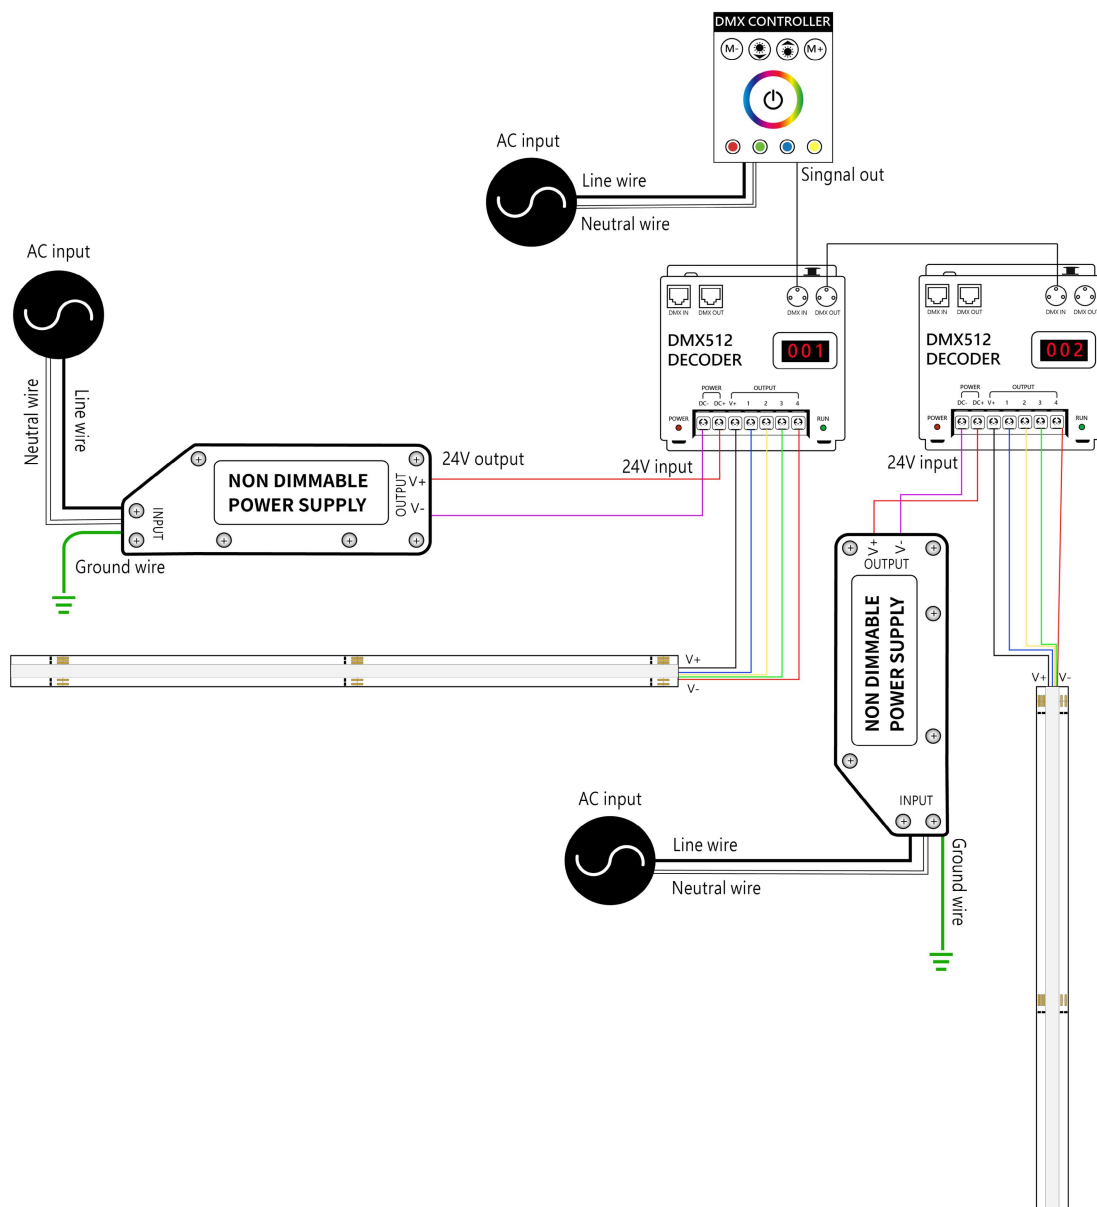 DMX CONTROLLER
M-
M+
AC input
Line wire
Neutral wire
Singnal out
AC input
Neutral wire
Line wire
DMX IN DMX OUT DMX IN DMX OUT
DMX512
DECODER
001
POWER OUTPUT
DC- DC+ V+ 1 2 3 4
POWER RUN
DMX IN DMX OUT DMX IN DMX OU
DMX512
DECODER
002
POWER OUTPUT
DC- DC+ V+ 1 2 3 4
POWER RUN
24V output
24V input
24V input
INPUT
NON DIMMABLE
POWER SUPPLY
OUTPUT
V+
V-
Ground wire
V+
V-
V+
V-
OUTPUT
NON DIMMABLE
POWER SUPPLY
INPUT
V+ V-
AC input
Line wire
Neutral wire
Ground wire